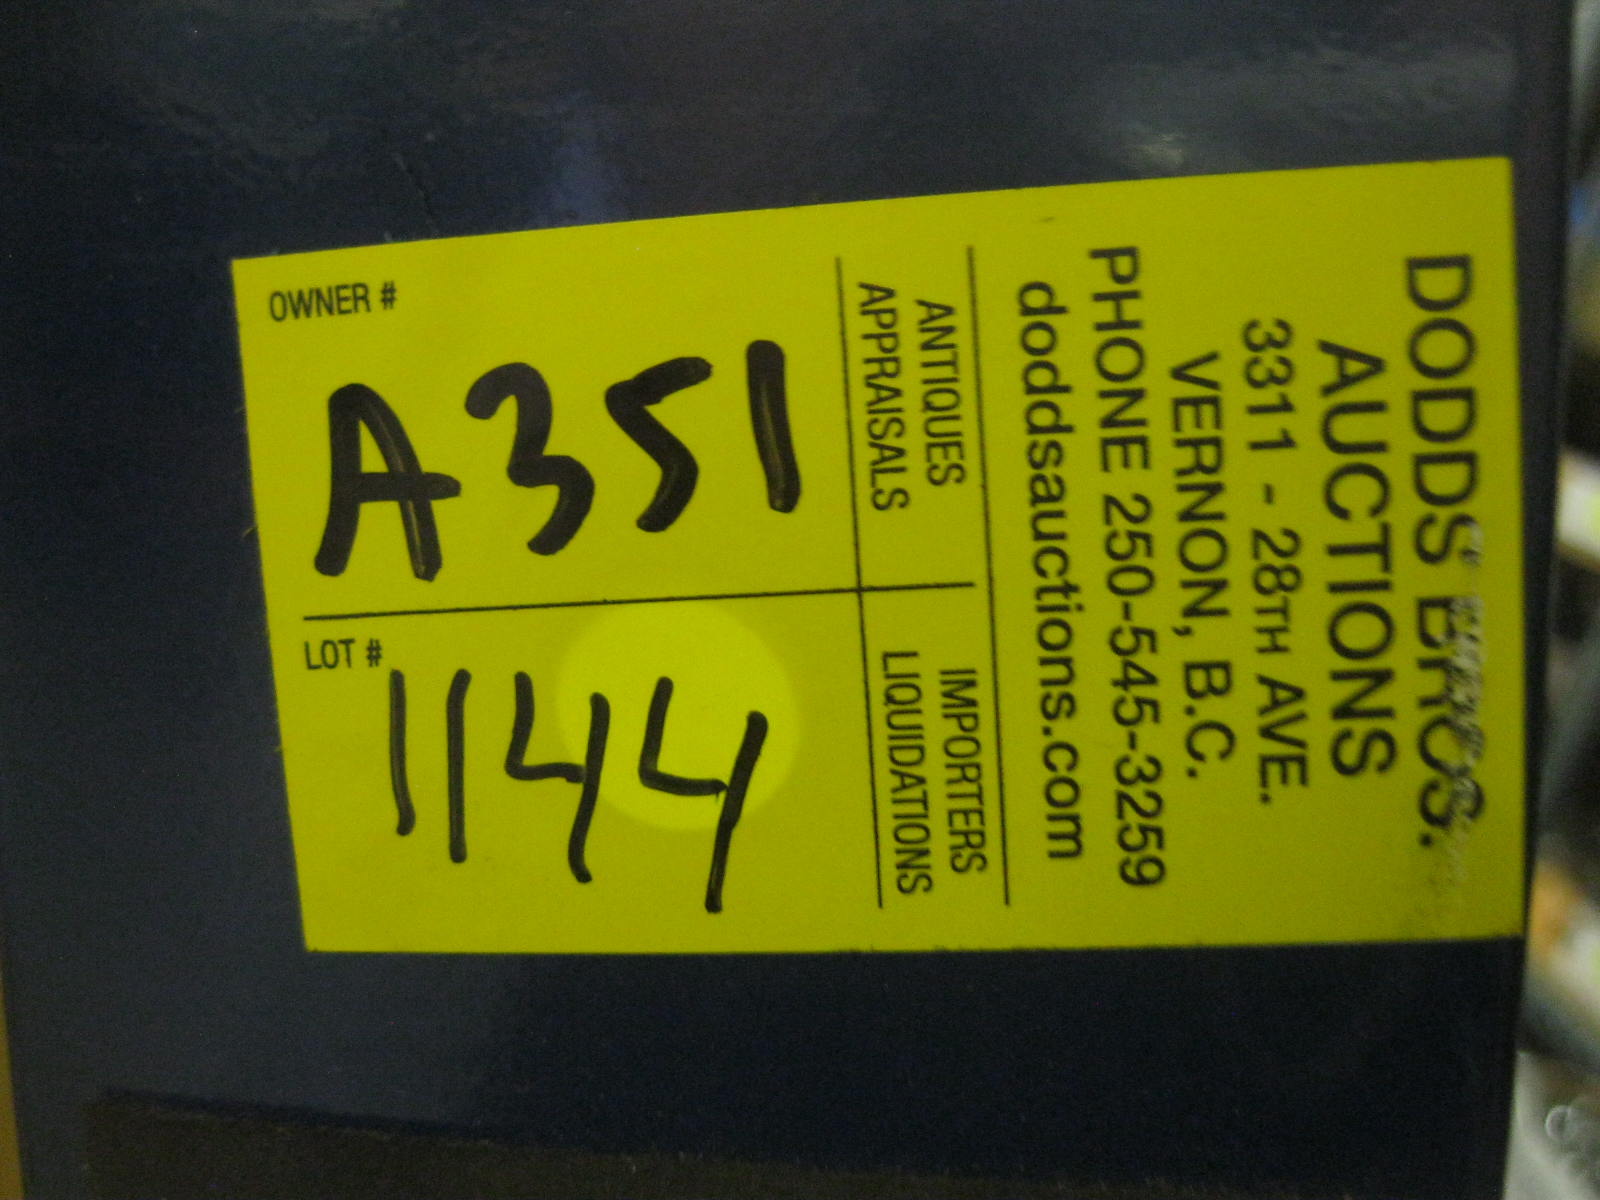 DODDS BROS.
AUCTIONS
3311 - 28TH AVE.
VERNON, B.C.
PHONE 250-545-3259
doddsauctions.com
ANTIQUES
APPRAISALS
IMPORTERS
LIQUIDATIONS
OWNER #
A351
LOT #
1144